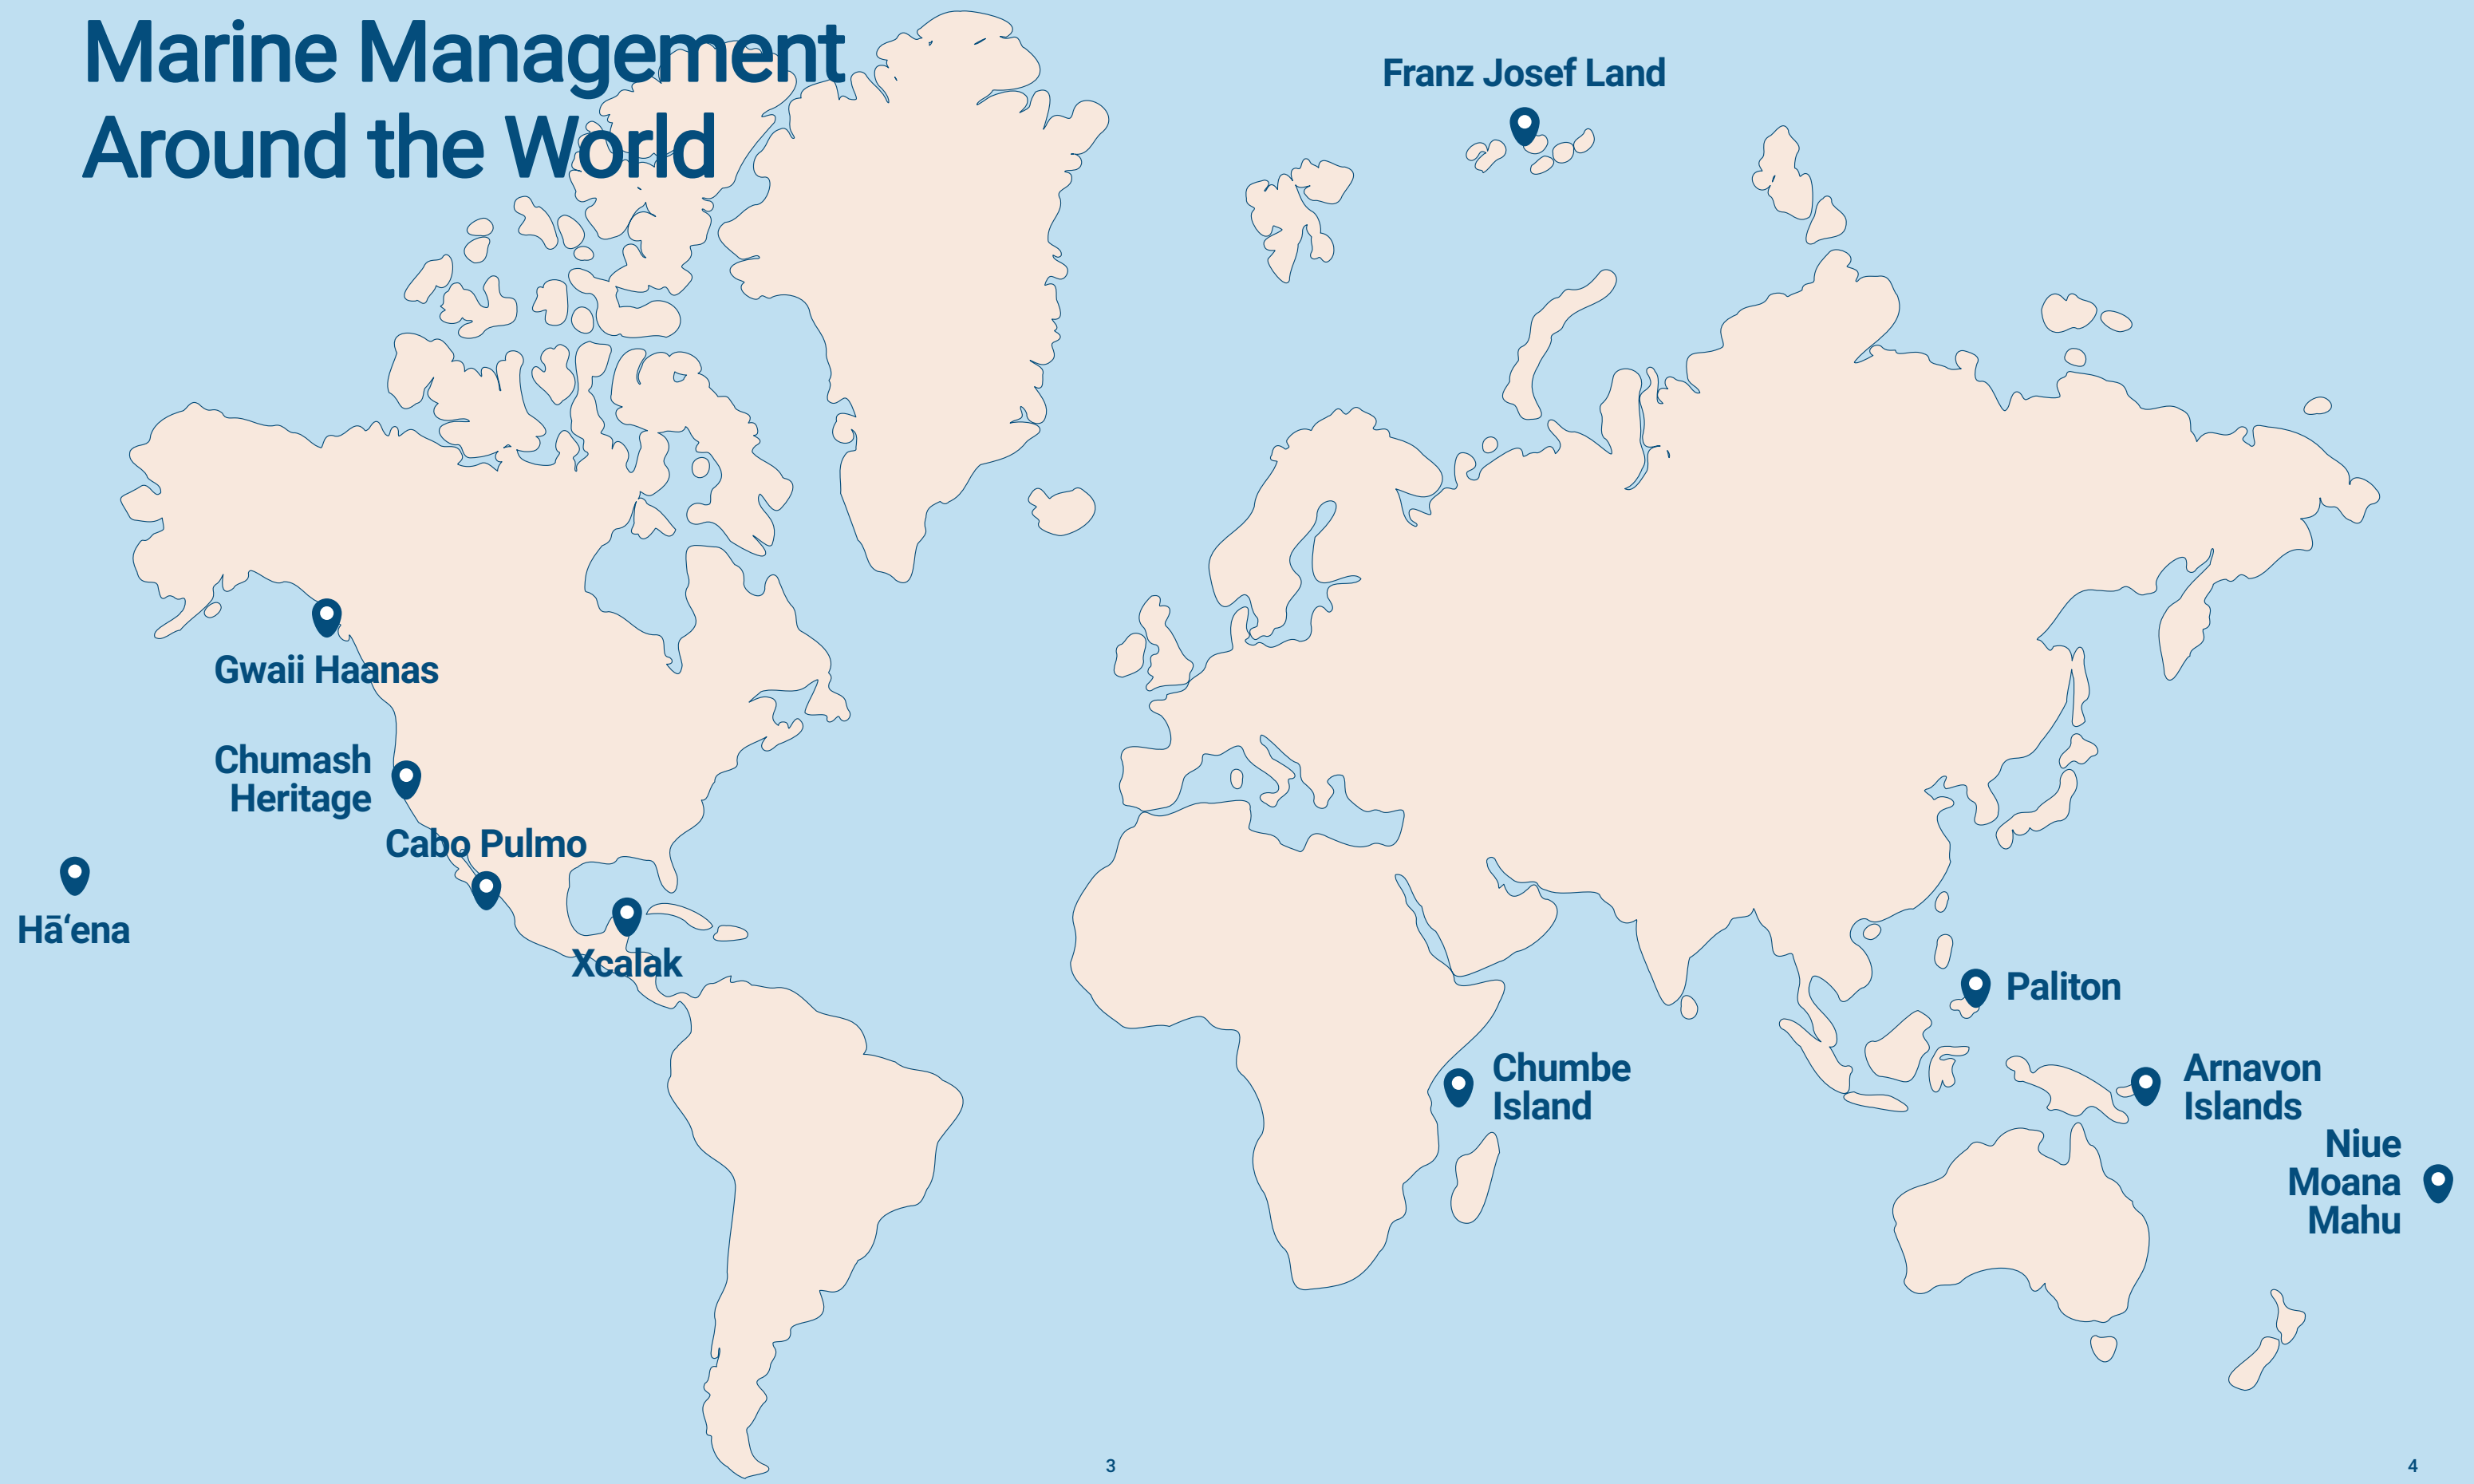 Marine Management
Around the World
Franz Josef Land
Gwaii Haanas
Chumash
Heritage
Cabo Pulmo
Hāʻena
Xcalak
Paliton
Chumbe
Island
Arnavon
Islands
Niue
Moana
Mahu
3
4